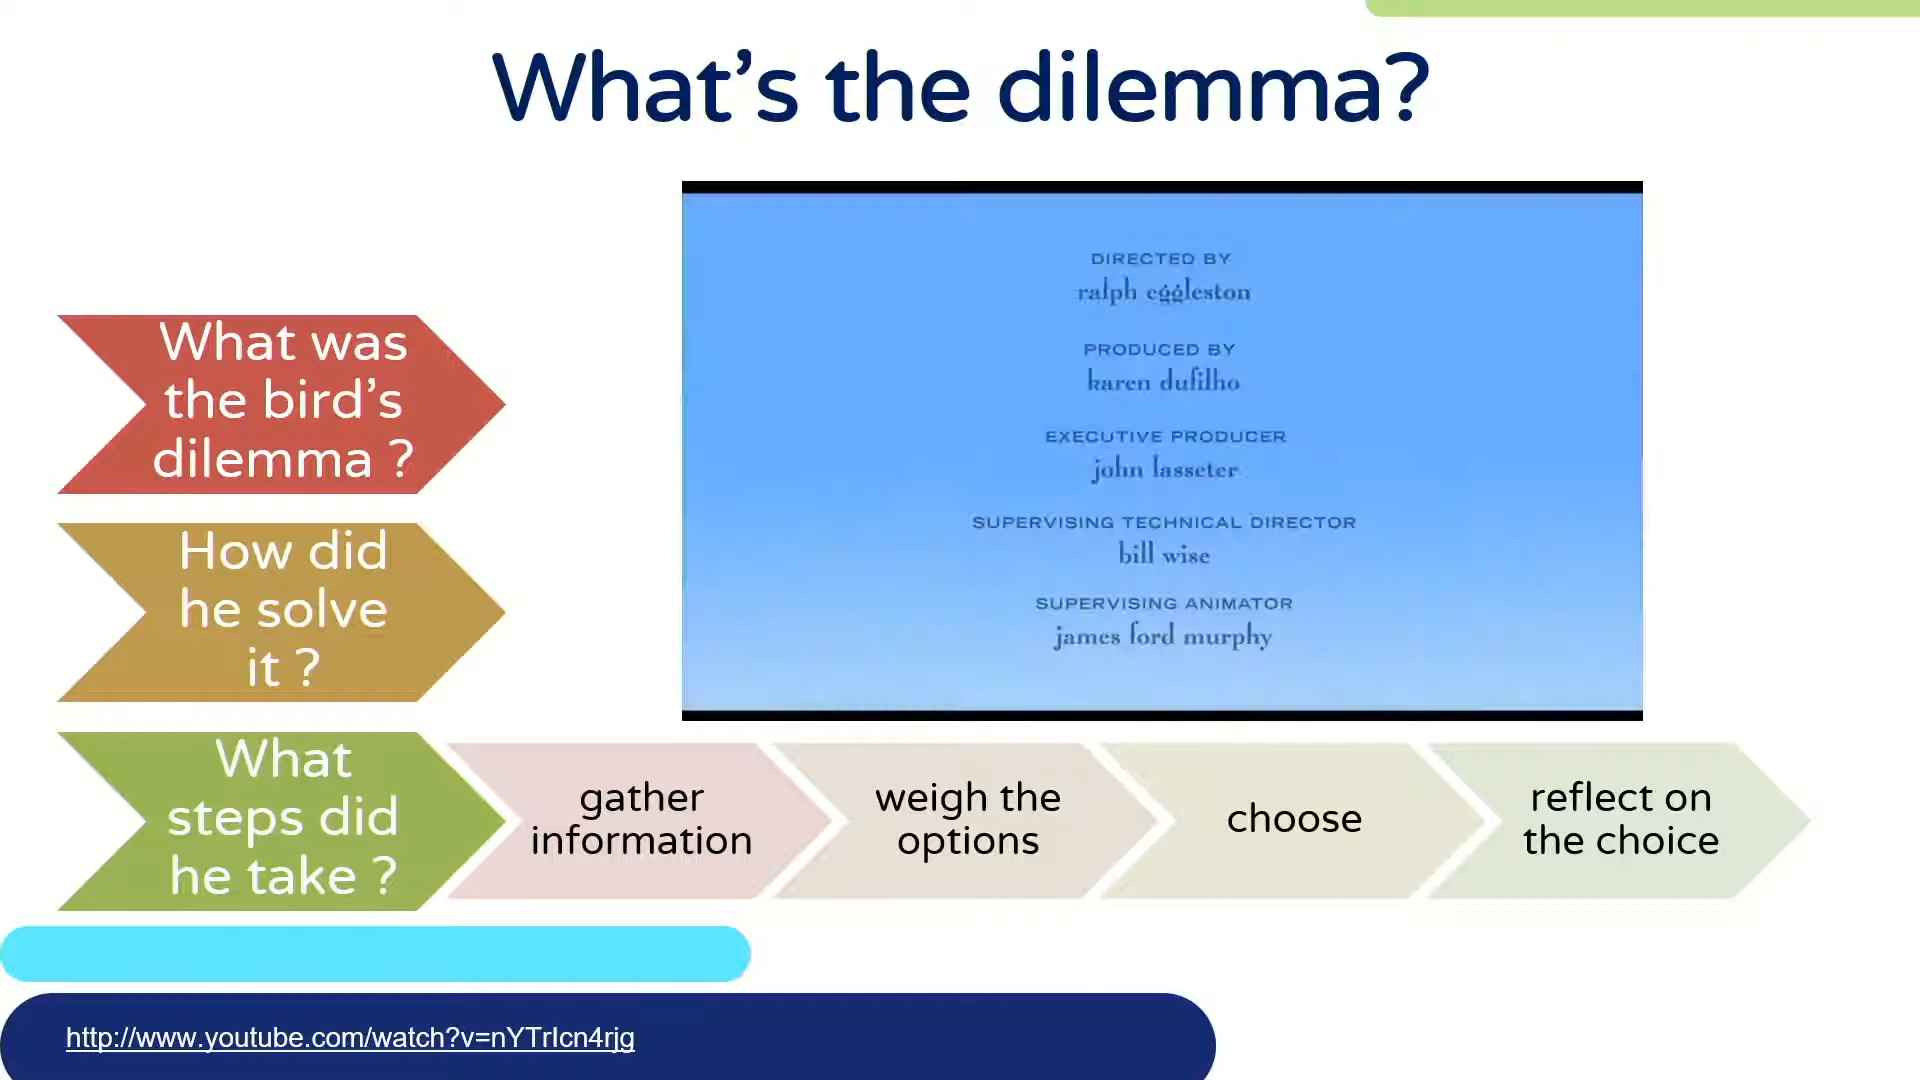 What’s the dilemma?
DIRECTED BY
ralph eggleston
PRODUCED BY
karen dufilho
EXECUTIVE PRODUCER
john lasseter
SUPERVISING TECHNICAL DIRECTOR
bill wise
SUPERVISING ANIMATOR
james ford murphy
What was
the bird’s
dilemma ?
How did
he solve
it ?
What
steps did
he take ?
gather
information
weigh the
options
choose
reflect on
the choice
http://www.youtube.com/watch?v=nYTrIcn4rjg